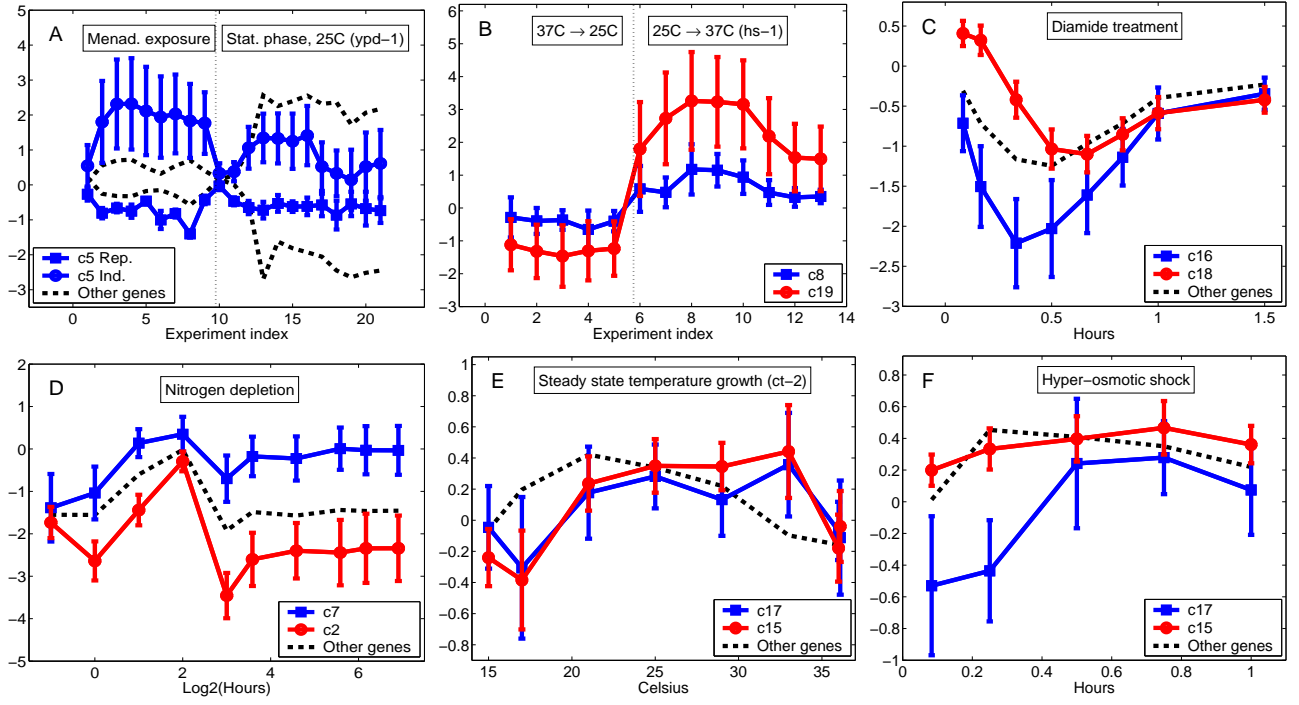 A
Menad. exposure
Stat. phase, 25C (ypd−1)
4
3
2
1
0
−1
−2
−3
c5 Rep.
c5 Ind.
Other genes
0
5
10
15
20
Experiment index
B
37C → 25C
25C → 37C (hs−1)
6
5
4
3
2
1
0
−1
−2
−3
c8
c19
0
2
4
6
8
10
12
14
Experiment index
C
Diamide treatment
1
0.5
0
−0.5
−1
−1.5
−2
−2.5
−3
c16
c18
Other genes
0
0.5
1
1.5
Hours
D
Nitrogen depletion
2
1
0
−1
−2
−3
−4
−5
c7
c2
Other genes
0
2
4
6
Log2(Hours)
E
Steady state temperature growth (ct−2)
1
0.8
0.6
0.4
0.2
0
−0.2
−0.4
−0.6
−0.8
c17
c15
Other genes
15
20
25
30
35
Celsius
F
Hyper−osmotic shock
0.8
0.6
0.4
0.2
0
−0.2
−0.4
−0.6
−0.8
−1
c17
c15
Other genes
0
0.2
0.4
0.6
0.8
1
Hours